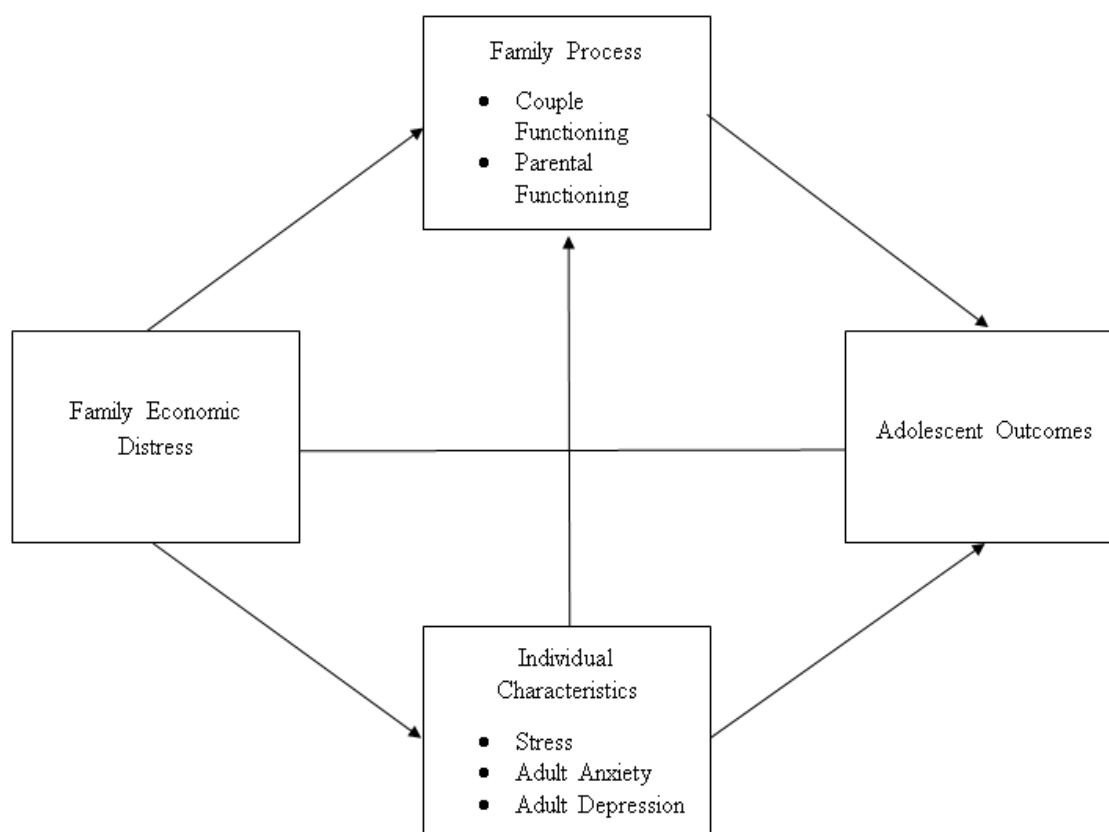 Family Process
● Couple
Functioning
● Parental
Functioning
Family Economic
Distress
Adolescent Outcomes
Individual
Characteristics
● Stress
● Adult Anxiety
● Adult Depression